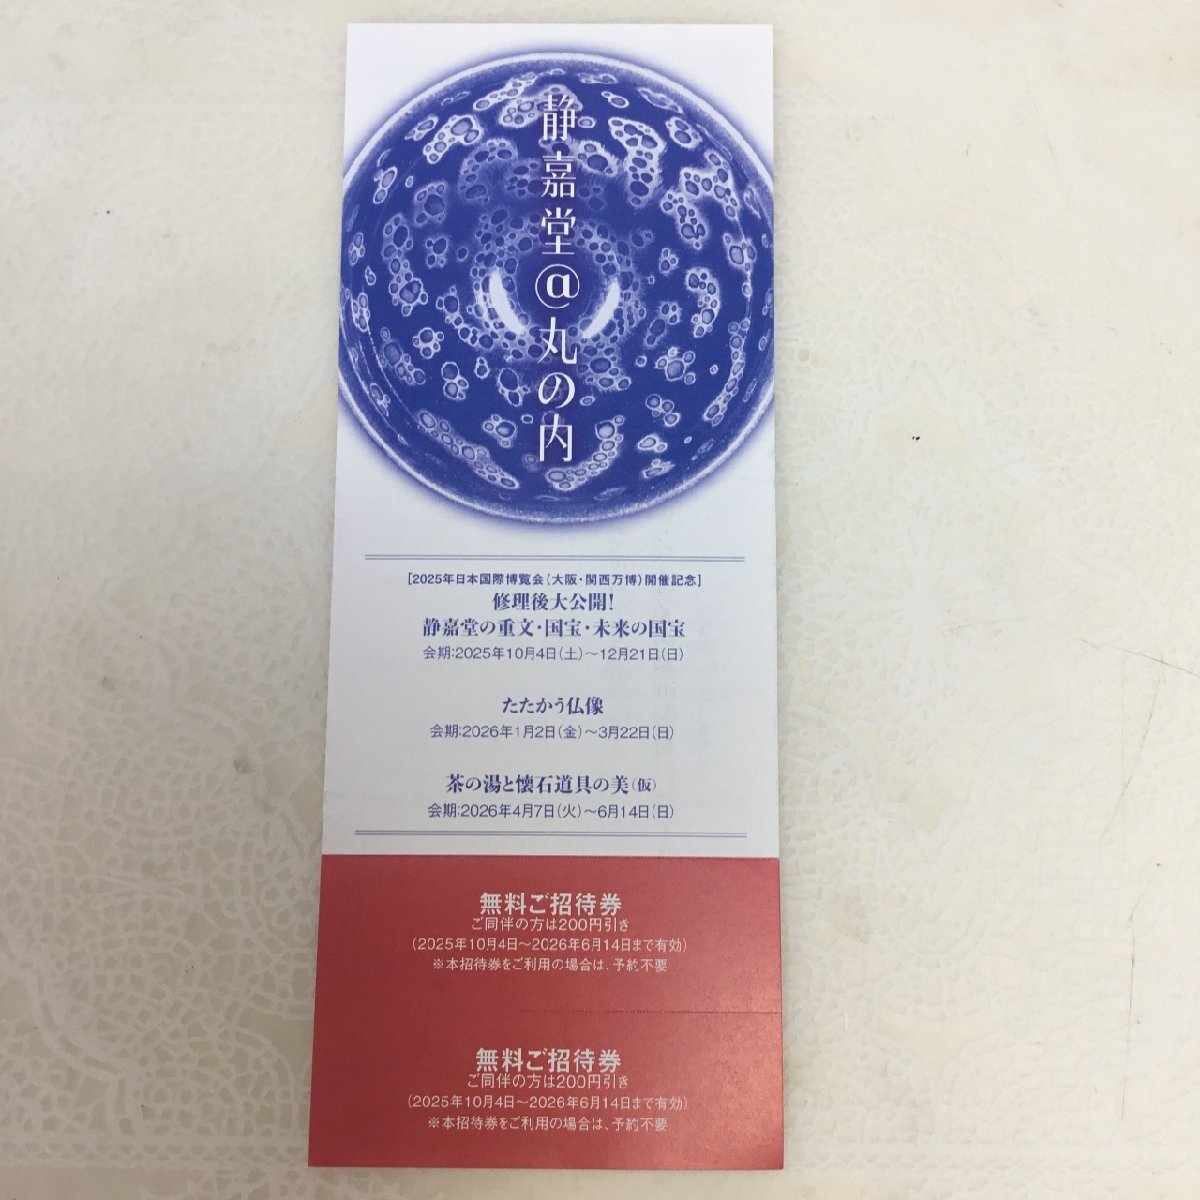 静嘉堂@丸の内
[2025年日本国際博覧会(大阪・関西万博)開催記念]
修理後大公開!
静嘉堂の重文・国宝・未来の国宝
会期:2025年10月4日(土)～12月21日(日)
たたかう仏像
会期:2026年1月2日(金)～3月22日(日)
茶の湯と懐石道具の美(仮)
会期:2026年4月7日(火)～6月14日(日)
無料ご招待券
ご同伴の方は200円引き
(2025年10月4日～2026年6月14日まで有効)
※本招待券をご利用の場合は、予約不要
無料ご招待券
ご同伴の方は200円引き
(2025年10月4日～2026年6月14日まで有効)
※本招待券をご利用の場合は、予約不要